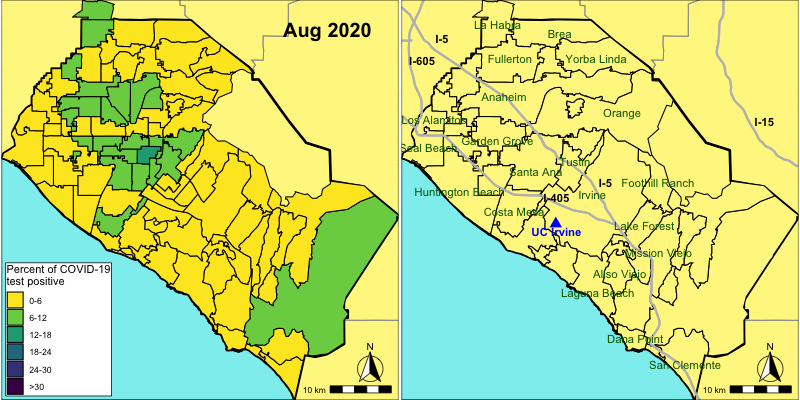 Aug 2020
Percent of COVID-19
test positive
0-6
6-12
12-18
18-24
24-30
>30
N
10 km
La Habra
Brea
I-5
I-605
Fullerton
Yorba Linda
Anaheim
Orange
Los Alamitos
I-15
Garden Grove
Seal Beach
Tustin
Santa Ana
I-5
Foothill Ranch
Huntington Beach
Irvine
I-405
Costa Mesa
Lake Forest
UC Irvine
Mission Viejo
Aliso Viejo
Laguna Beach
Dana Point
San Clemente
N
10 km